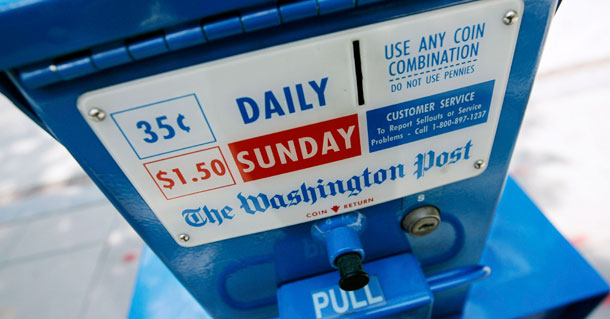 35¢ DAILY
$1.50 SUNDAY
USE ANY COIN
COMBINATION
DO NOT USE PENNIES
CUSTOMER SERVICE
To Report Sellouts or Service
Problems - Call 1-800-897-1237
The Washington Post
COIN RETURN
S
PULL